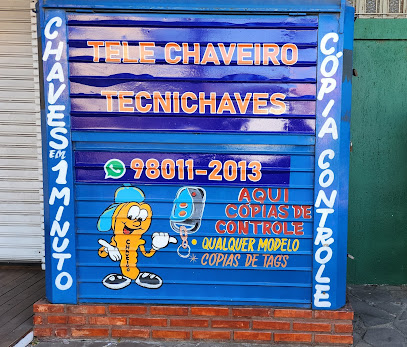 TELE CHAVEIRO
TECNICHAVES
CHAVES EM 1 MINUTO
CÓPIA CONTROLE
98011-2013
AQUI
CÓPIAS DE
CONTROLE
• QUALQUER MODELO
* CÓPIAS DE TAGS